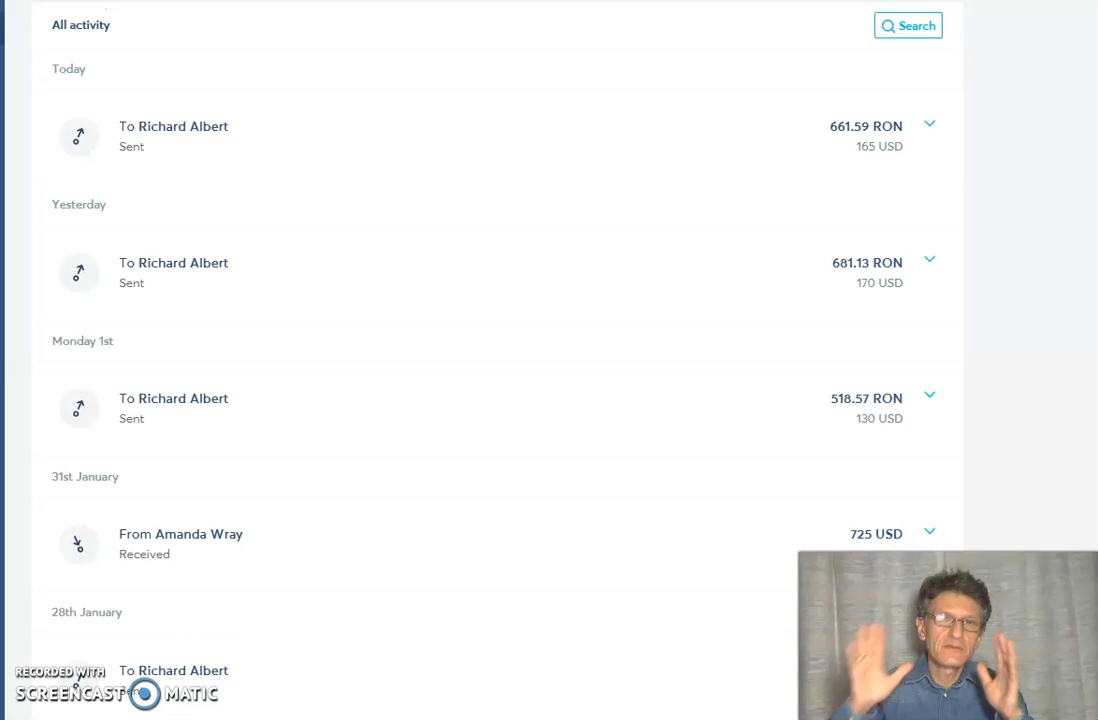 All activity
Search
Today
To Richard Albert
661.59 RON
Sent
165 USD
Yesterday
To Richard Albert
681.13 RON
Sent
170 USD
Monday 1st
To Richard Albert
518.57 RON
Sent
130 USD
31st January
From Amanda Wray
725 USD
Received
28th January
To Richard Albert
RECORDED WITH
SCREENCAST MATIC